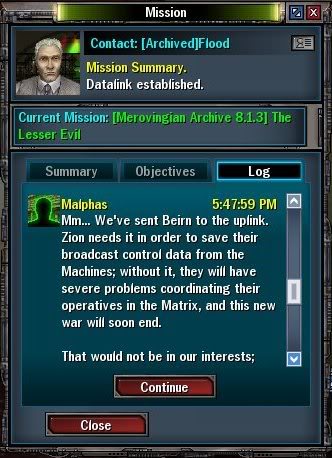 Mission
Contact: [Archived]Flood
Mission Summary.
Datalink established.
Current Mission: [Merovingian Archive 8.1.3] The
Lesser Evil
Summary
Objectives
Log
Malphas 5:47:59 PM
Mm... We've sent Beirn to the uplink.
Zion needs it in order to save their
broadcast control data from the
Machines; without it, they will have
severe problems coordinating their
operatives in the Matrix, and this new
war will soon end.
That would not be in our interests;
Continue
Close